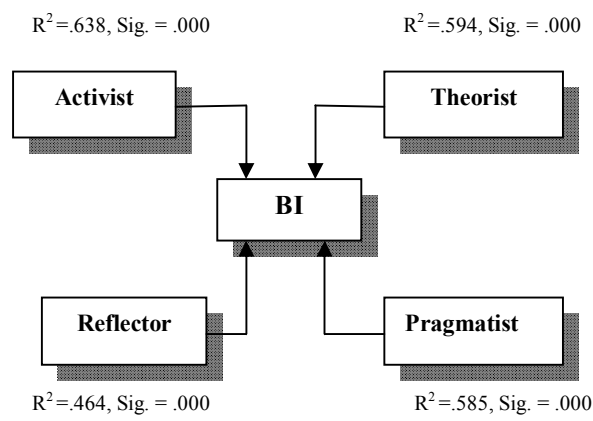 R²=.638, Sig. = .000
R²=.594, Sig. = .000
Activist
Theorist
BI
Reflector
Pragmatist
R²=.464, Sig. = .000
R²=.585, Sig. = .000